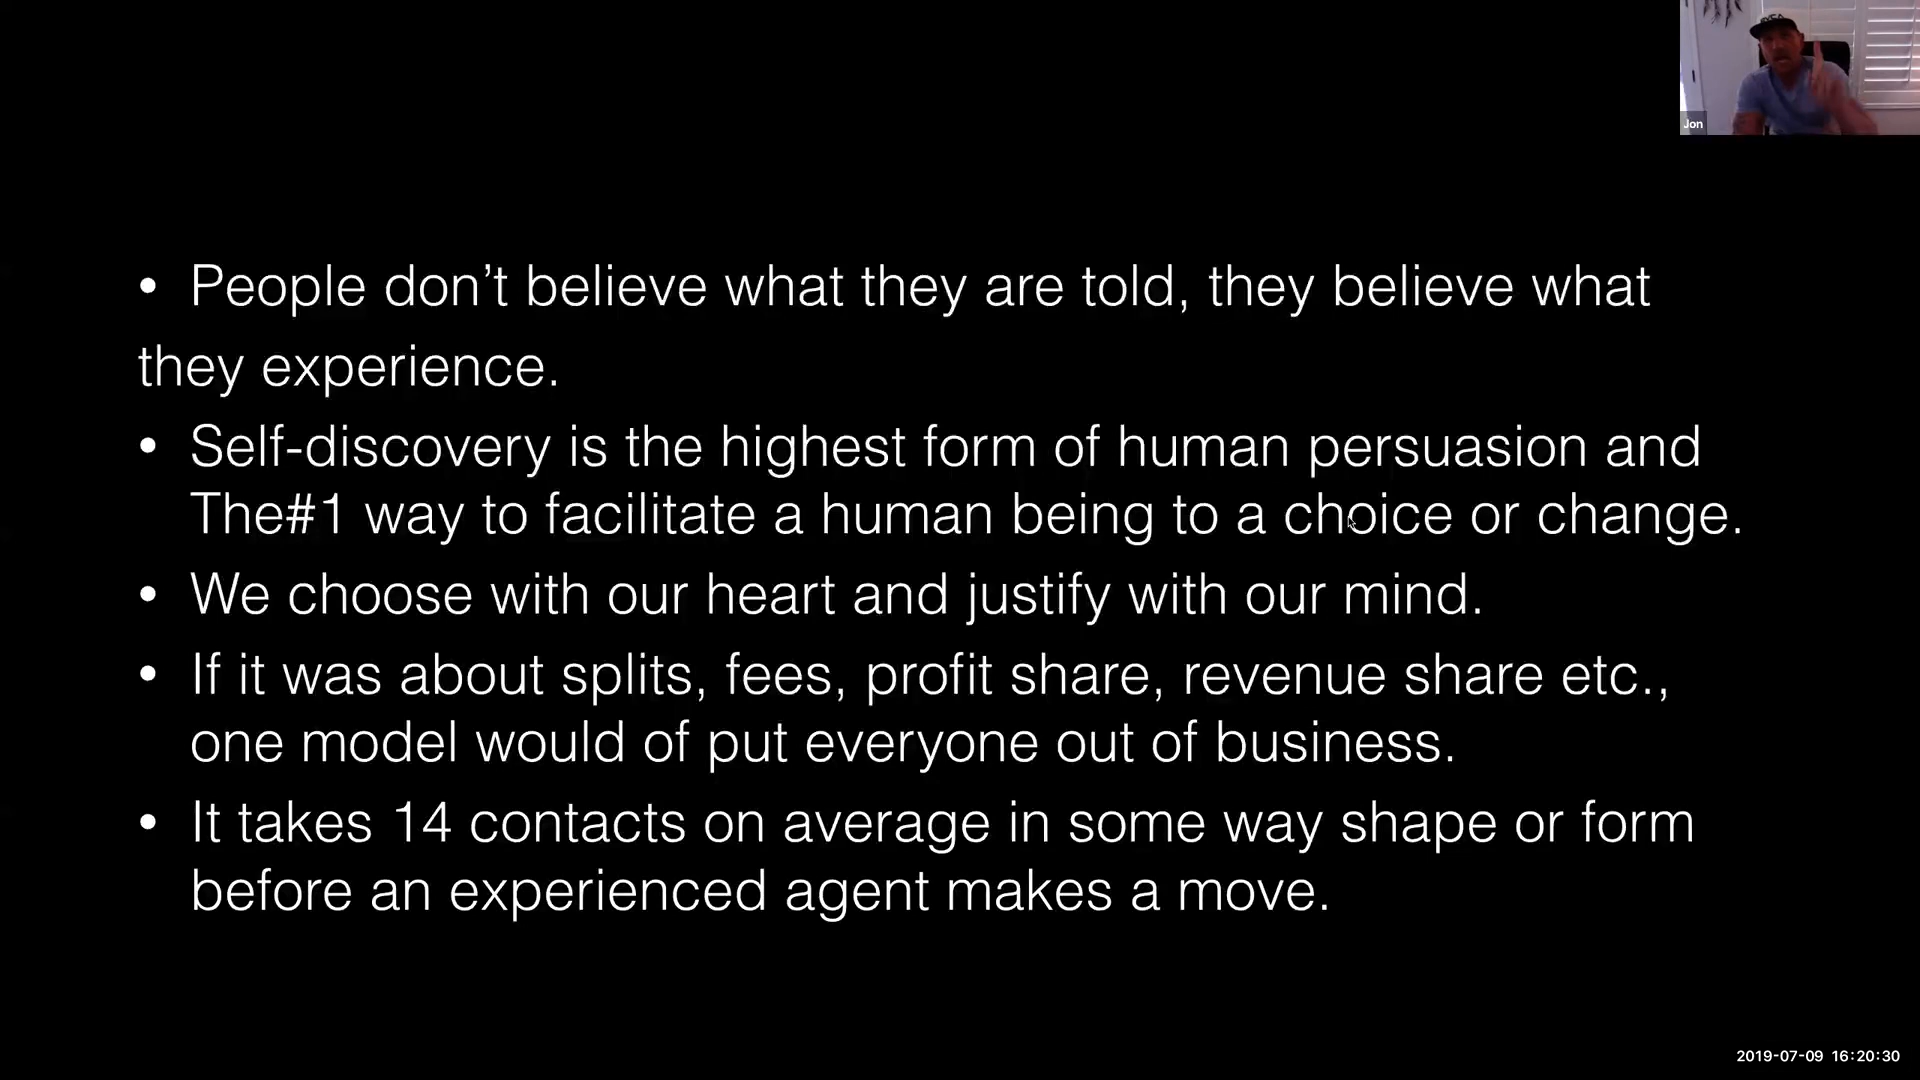 Jon
• People don’t believe what they are told, they believe what
they experience.
• Self-discovery is the highest form of human persuasion and
The#1 way to facilitate a human being to a choice or change.
• We choose with our heart and justify with our mind.
• If it was about splits, fees, profit share, revenue share etc.,
one model would of put everyone out of business.
• It takes 14 contacts on average in some way shape or form
before an experienced agent makes a move.
2019-07-09 16:20:30